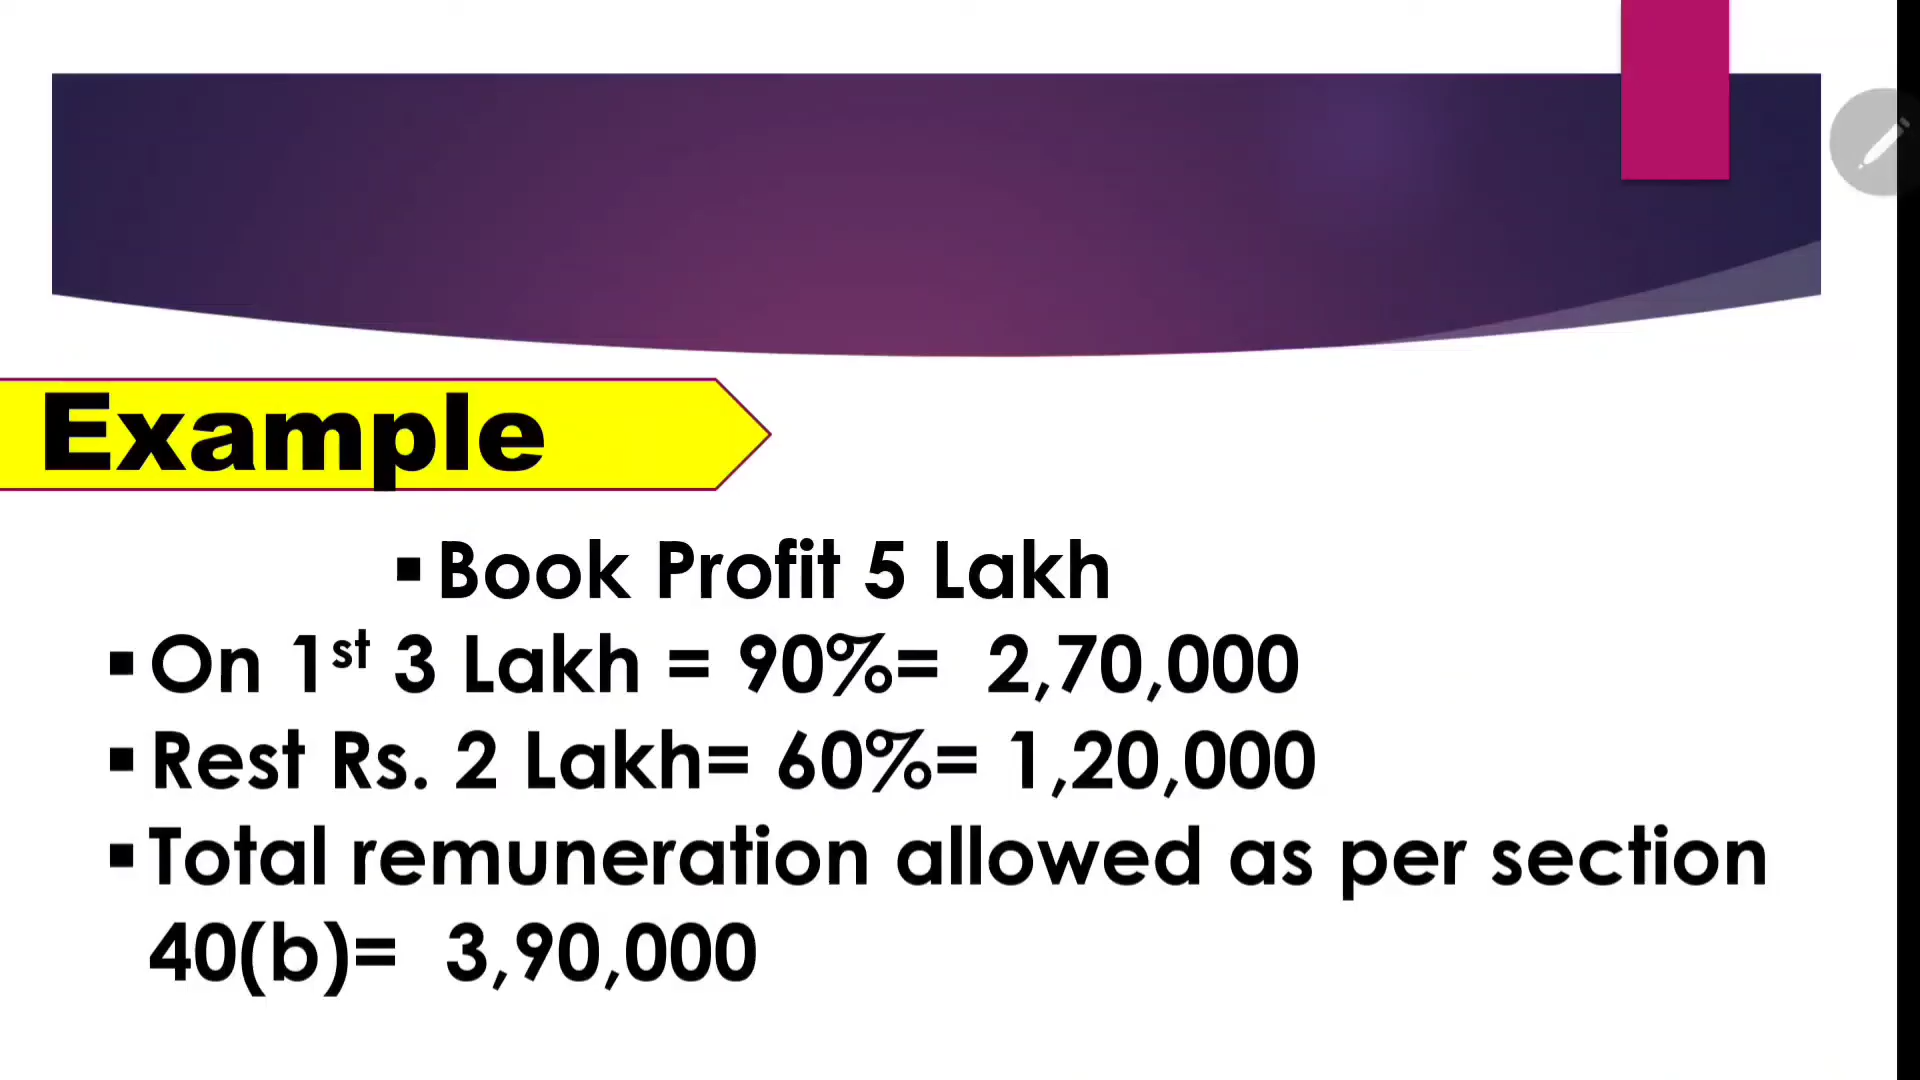 Example
▪Book Profit 5 Lakh
▪On 1st 3 Lakh = 90%= 2,70,000
▪Rest Rs. 2 Lakh= 60%= 1,20,000
▪Total remuneration allowed as per section
40(b)= 3,90,000